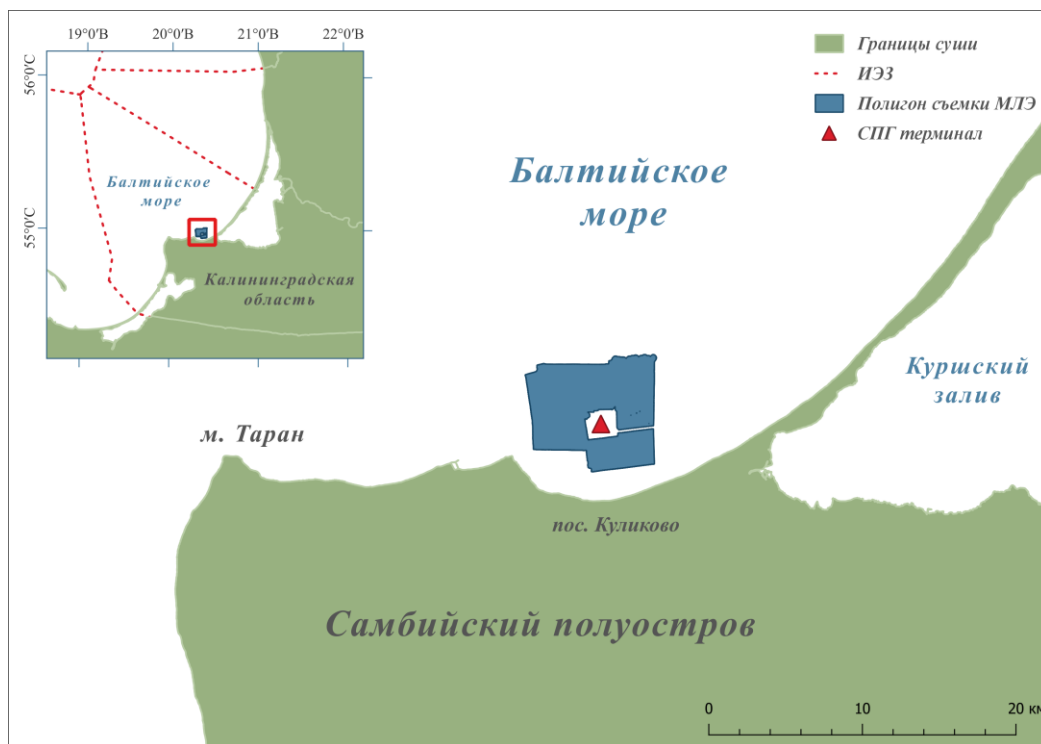 19°0'В 20°0'В 21°0'В 22°0'В
56°0'С
55°0'С
Балтийское
море
Калининградская
область
Границы суши
ИЭЗ
Полигон съемки МЛЭ
СПГ терминал
Балтийское
море
Куршский
залив
м. Таран
пос. Куликово
Самбийский полуостров
0 10 20 км